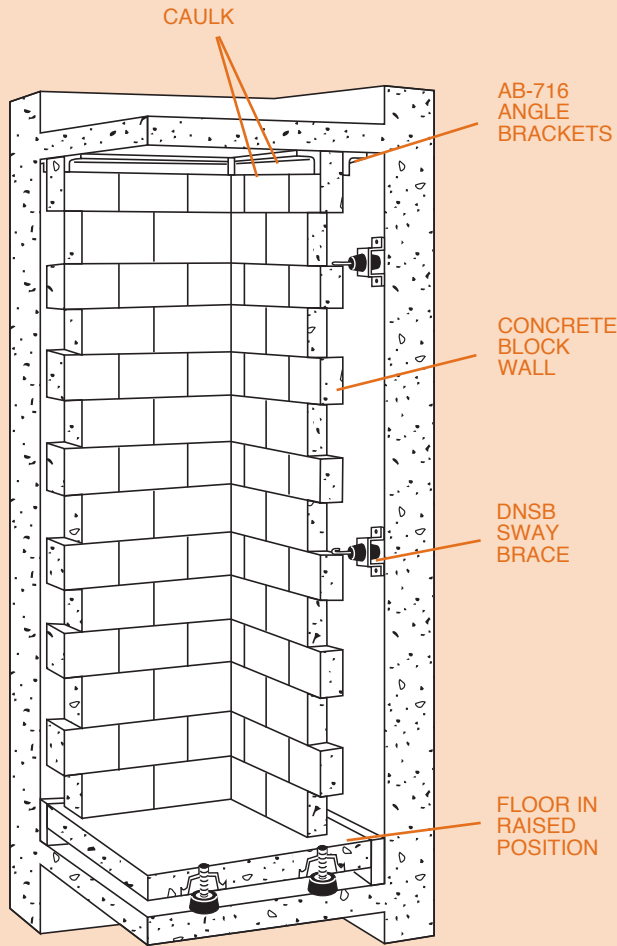 CAULK
AB-716
ANGLE
BRACKETS
CONCRETE
BLOCK
WALL
DNSB
SWAY
BRACE
FLOOR IN
RAISED
POSITION